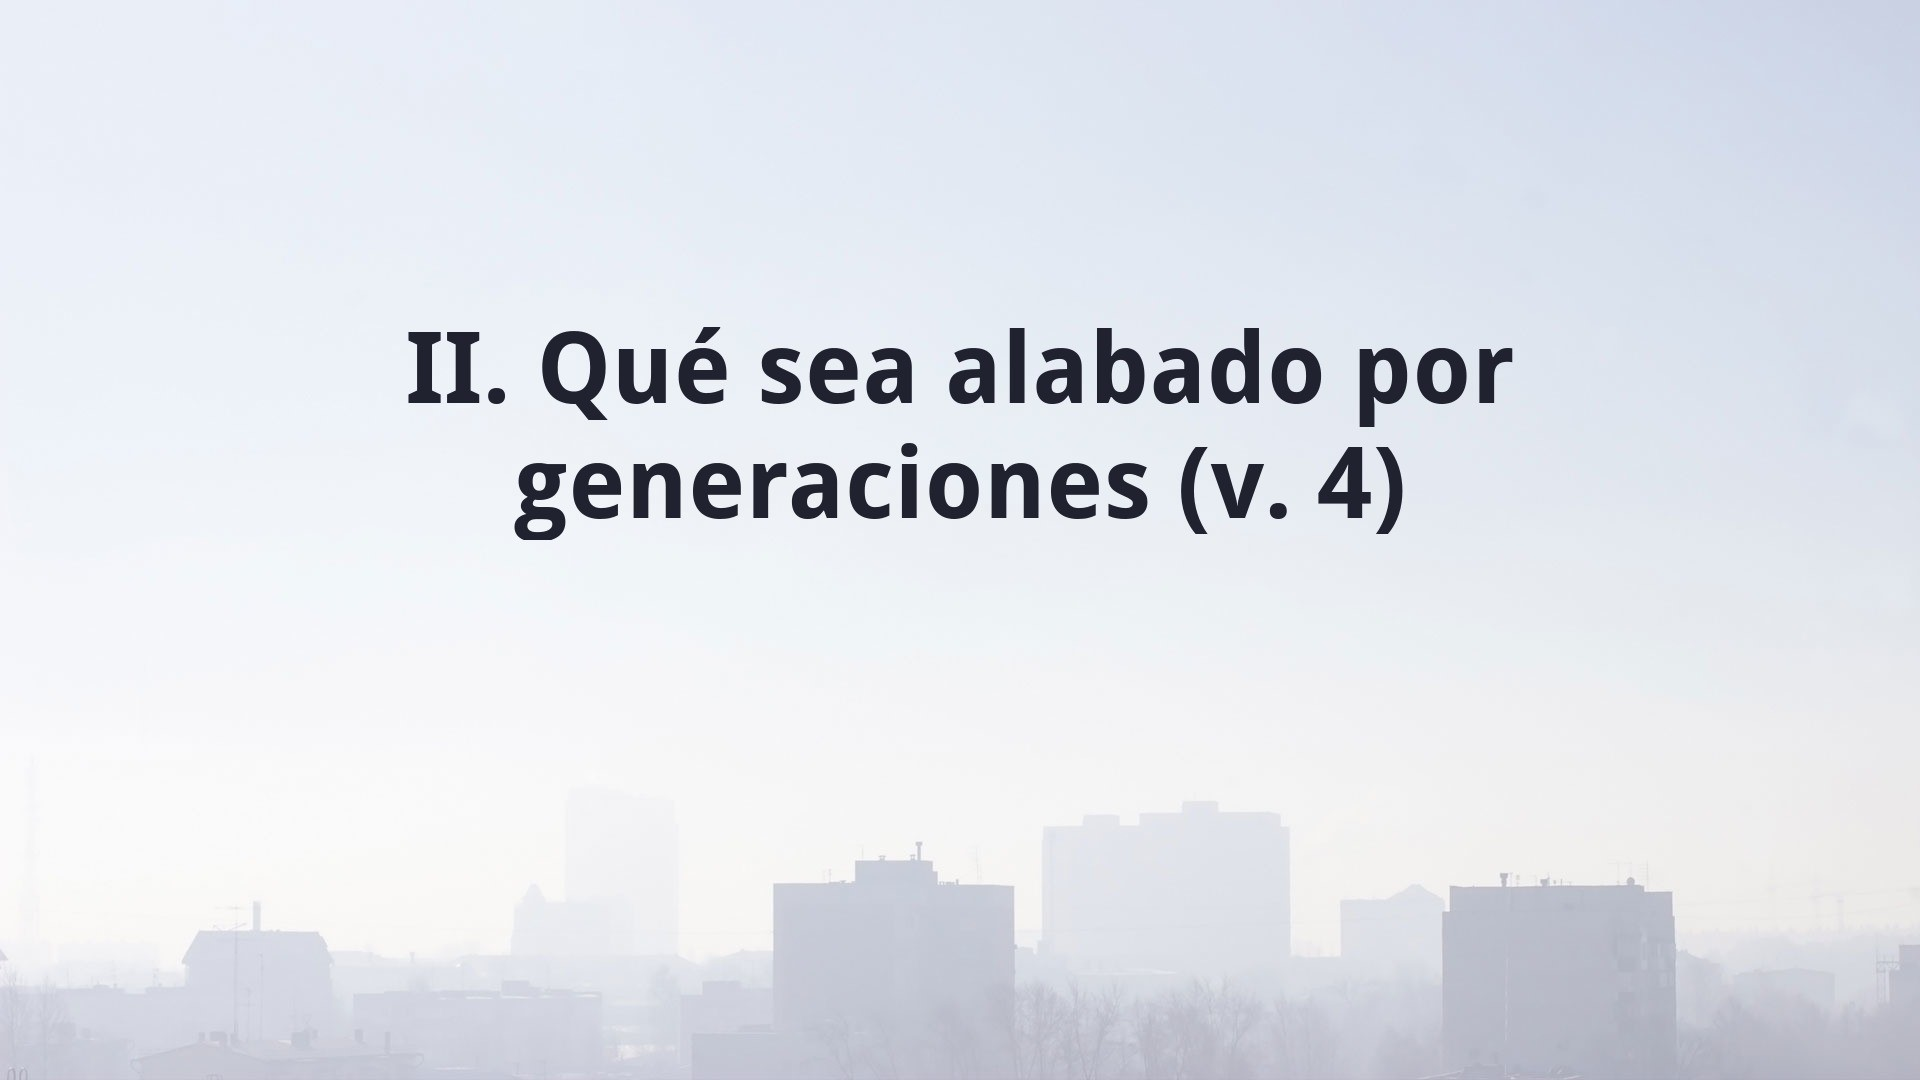 II. Qué sea alabado por
generaciones (v. 4)